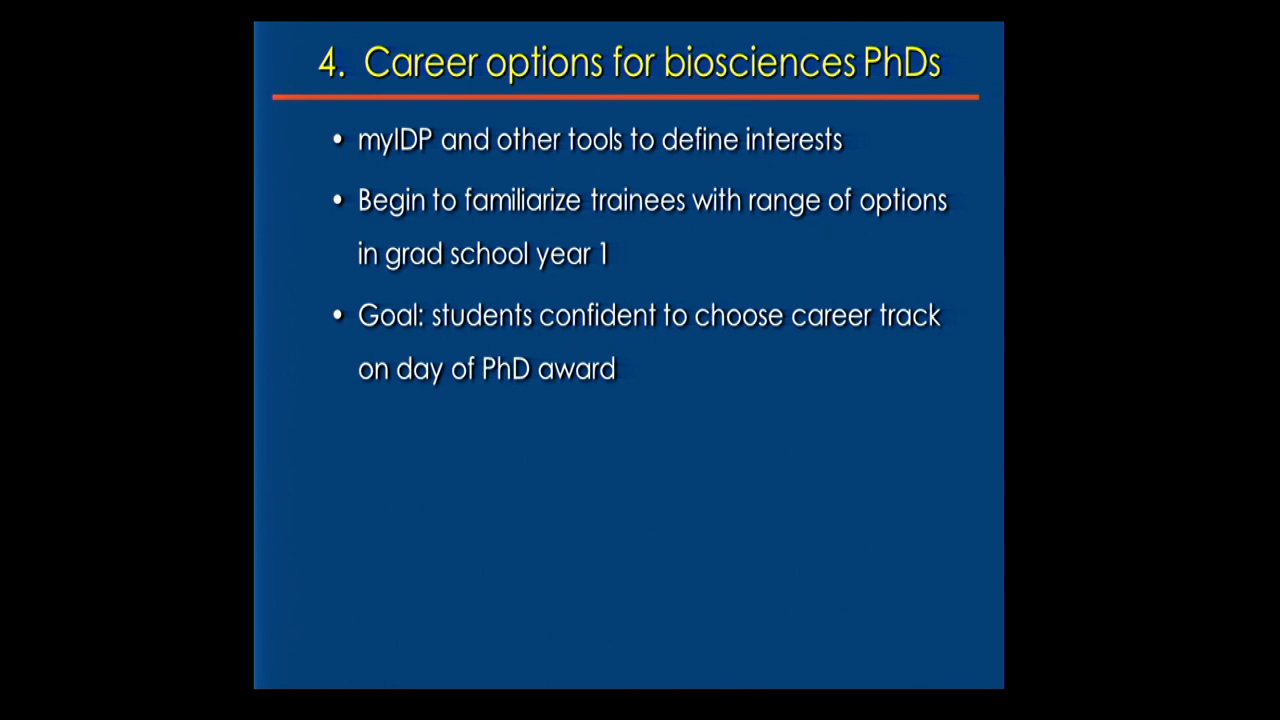 4. Career options for biosciences PhDs
• myIDP and other tools to define interests
• Begin to familiarize trainees with range of options
in grad school year 1
• Goal: students confident to choose career track
on day of PhD award